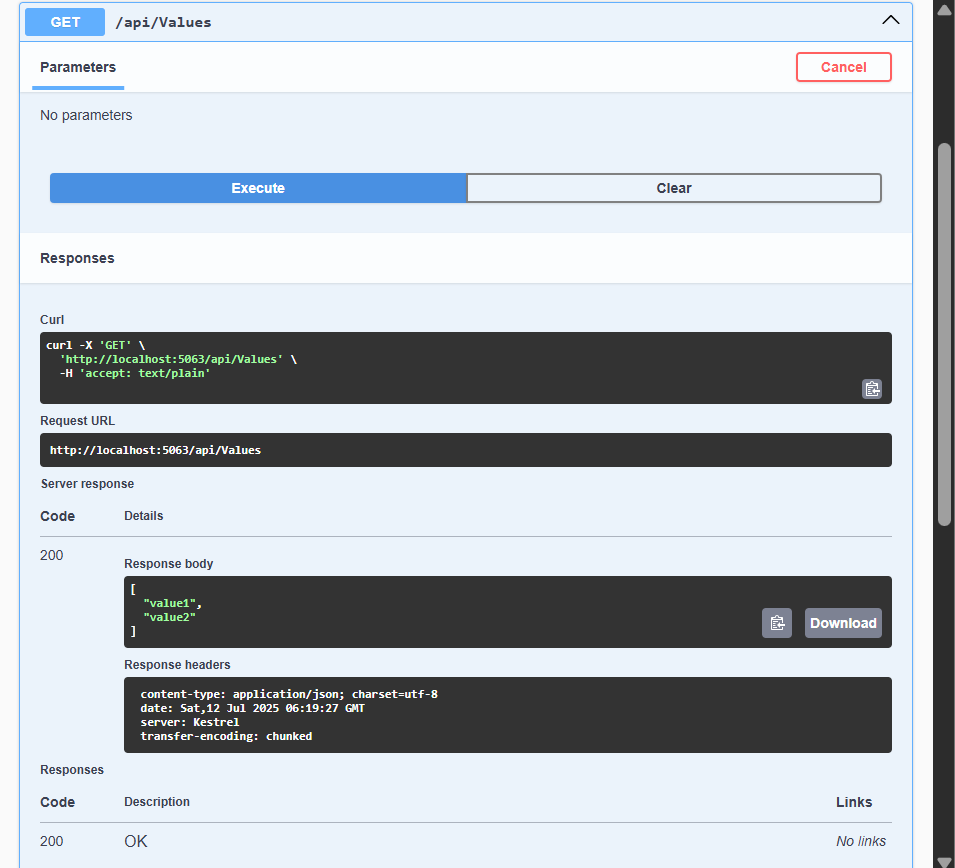 GET /api/Values
Parameters
Cancel
No parameters
Execute
Clear
Responses
Curl
curl -X 'GET' \
  'http://localhost:5063/api/Values' \
  -H 'accept: text/plain'
Request URL
http://localhost:5063/api/Values
Server response
Code Details
200
Response body
[
  "value1",
  "value2"
]
Download
Response headers
content-type: application/json; charset=utf-8
date: Sat,12 Jul 2025 06:19:27 GMT
server: Kestrel
transfer-encoding: chunked
Responses
Code Description Links
200 OK No links